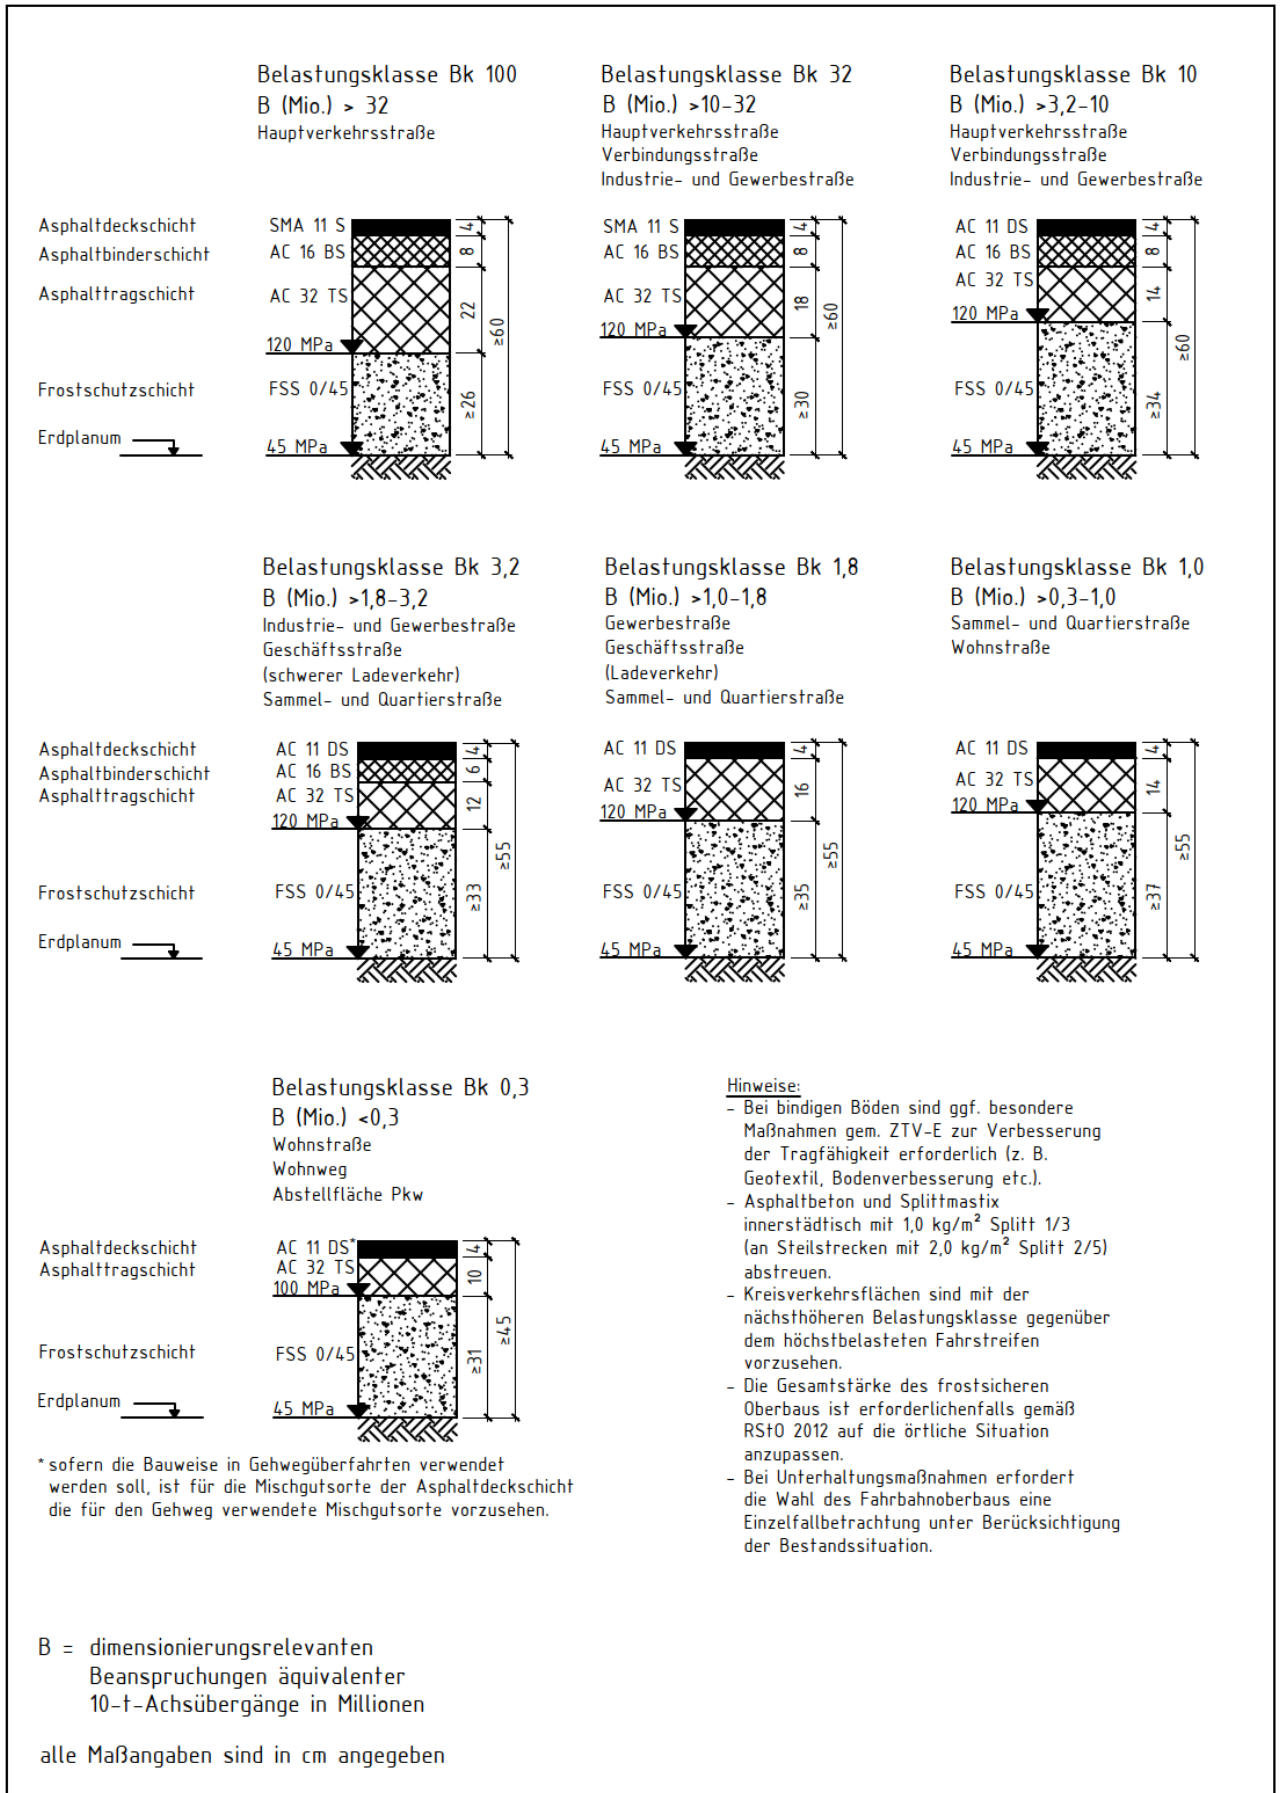 Belastungsklasse Bk 100
B (Mio.) > 32
Hauptverkehrsstraße
Belastungsklasse Bk 32
B (Mio.) >10-32
Hauptverkehrsstraße
Verbindungsstraße
Industrie- und Gewerbestraße
Belastungsklasse Bk 10
B (Mio.) >3,2-10
Hauptverkehrsstraße
Verbindungsstraße
Industrie- und Gewerbestraße
Asphaltdeckschicht
Asphaltbinderschicht
Asphalttragschicht
Frostschutzschicht
Erdplanum
SMA 11 S
AC 16 BS
AC 32 TS
120 MPa
FSS 0/45
45 MPa
4
8
22
≥26
≥60
SMA 11 S
AC 16 BS
AC 32 TS
120 MPa
FSS 0/45
45 MPa
4
8
18
≥30
≥60
AC 11 DS
AC 16 BS
AC 32 TS
120 MPa
FSS 0/45
45 MPa
4
8
14
≥34
≥60
Belastungsklasse Bk 3,2
B (Mio.) >1,8-3,2
Industrie- und Gewerbestraße
Geschäftsstraße
(schwerer Ladeverkehr)
Sammel- und Quartierstraße
Belastungsklasse Bk 1,8
B (Mio.) >1,0-1,8
Gewerbestraße
Geschäftsstraße
(Ladeverkehr)
Sammel- und Quartierstraße
Belastungsklasse Bk 1,0
B (Mio.) >0,3-1,0
Sammel- und Quartierstraße
Wohnstraße
Asphaltdeckschicht
Asphaltbinderschicht
Asphalttragschicht
Frostschutzschicht
Erdplanum
AC 11 DS
AC 16 BS
AC 32 TS
120 MPa
FSS 0/45
45 MPa
4
6
12
≥33
≥55
AC 11 DS
AC 32 TS
120 MPa
FSS 0/45
45 MPa
4
16
≥35
≥55
AC 11 DS
AC 32 TS
120 MPa
FSS 0/45
45 MPa
4
14
≥37
≥55
Belastungsklasse Bk 0,3
B (Mio.) <0,3
Wohnstraße
Wohnweg
Abstellfläche Pkw
Asphaltdeckschicht
Asphalttragschicht
Frostschutzschicht
Erdplanum
AC 11 DS*
AC 32 TS
100 MPa
FSS 0/45
45 MPa
4
10
≥31
≥45
* sofern die Bauweise in Gehwegüberfahrten verwendet
werden soll, ist für die Mischgutsorte der Asphaltdeckschicht
die für den Gehweg verwendete Mischgutsorte vorzusehen.
Hinweise:
- Bei bindigen Böden sind ggf. besondere
Maßnahmen gem. ZTV-E zur Verbesserung
der Tragfähigkeit erforderlich (z. B.
Geotextil, Bodenverbesserung etc.).
- Asphaltbeton und Splittmastix
innerstädtisch mit 1,0 kg/m² Splitt 1/3
(an Steilstrecken mit 2,0 kg/m² Splitt 2/5)
abstreuen.
- Kreisverkehrsflächen sind mit der
nächsthöheren Belastungsklasse gegenüber
dem höchstbelasteten Fahrstreifen
vorzusehen.
- Die Gesamtstärke des frostsicheren
Oberbaus ist erforderlichenfalls gemäß
RStO 2012 auf die örtliche Situation
anzupassen.
- Bei Unterhaltungsmaßnahmen erfordert
die Wahl des Fahrbahnoberbaus eine
Einzelfallbetrachtung unter Berücksichtigung
der Bestandssituation.
B = dimensionierungsrelevanten
Beanspruchungen äquivalenter
10-t-Achsübergänge in Millionen
alle Maßangaben sind in cm angegeben